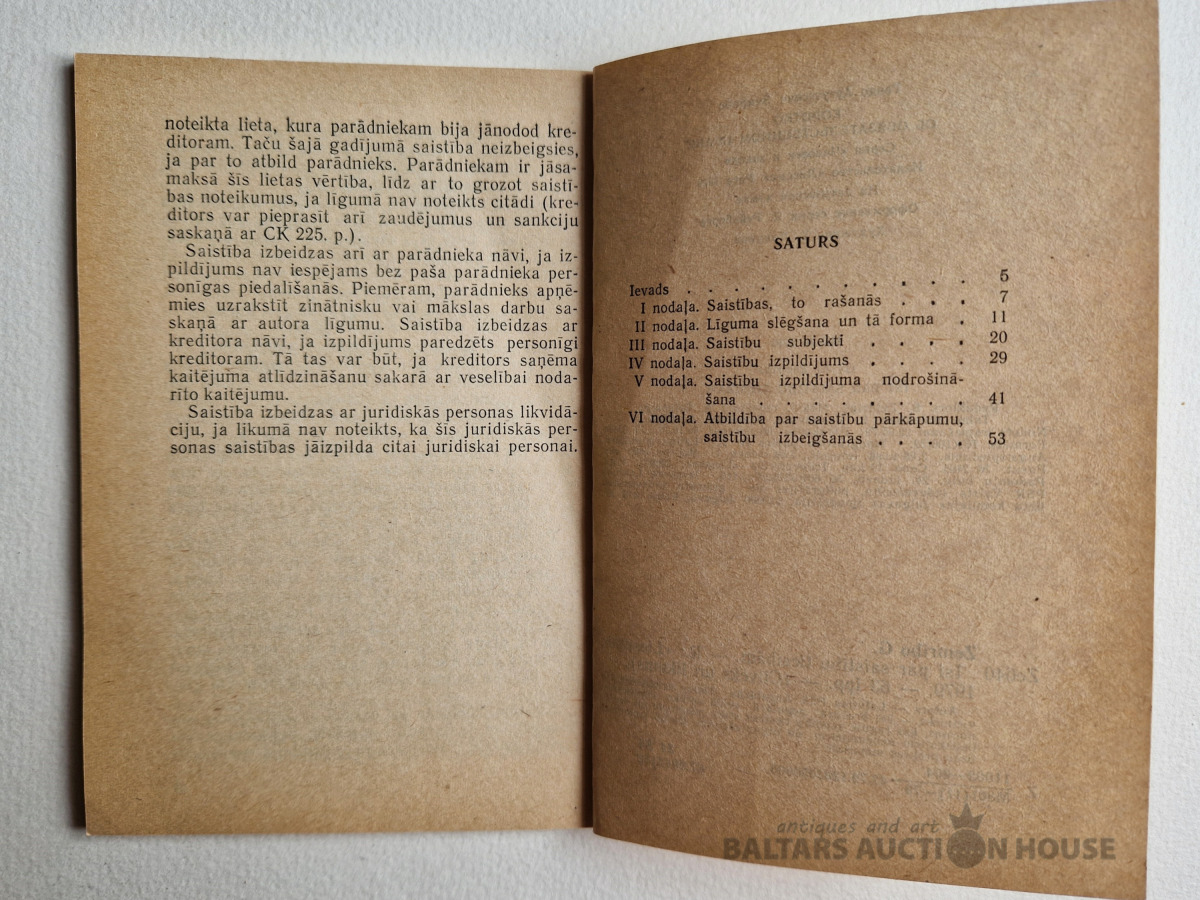 noteikta lieta, kura parādniekam bija jānodod kre-
ditoram. Taču šajā gadījumā saistība neizbeigsies,
ja par to atbild parādnieks. Parādniekam ir jāsa-
maksā šīs lietas vērtība, līdz ar to grozot saistī-
bas noteikumus, ja līgumā nav noteikts citādi (kre-
ditors var pieprasīt arī zaudējumus un sankciju
saskaņā ar CK 225. p.).
Saistība izbeidzas arī ar parādnieka nāvi, ja iz-
pildījums nav iespējams bez paša parādnieka per-
sonīgas piedalīšanās. Piemēram, parādnieks apņē-
mies uzrakstīt zinātnisku vai mākslas darbu sa-
skaņā ar autora līgumu. Saistība izbeidzas ar
kreditora nāvi, ja izpildījums paredzēts personīgi
kreditoram. Tā tas var būt, ja kreditors saņēma
kaitējuma atlīdzināšanu sakarā ar veselībai noda-
rīto kaitējumu.
Saistība izbeidzas ar juridiskās personas likvidā-
ciju, ja likumā nav noteikts, ka šīs juridiskās per-
sonas saistības jāizpilda citai juridiskai personai.
SATURS
Ievads . . . . . . . . . . 5
I nodaļa. Saistības, to rašanās . . . 7
II nodaļa. Līguma slēgšana un tā forma . 11
III nodaļa. Saistību subjekti . . . . 20
IV nodaļa. Saistību izpildījums . . . . 29
V nodaļa. Saistību izpildījuma nodrošinā-
šana . . . . . . . . 41
VI nodaļa. Atbildība par saistību pārkāpumu,
saistību izbeigšanās . . . . 53
antiques and art
BALTARS AUCTION HOUSE